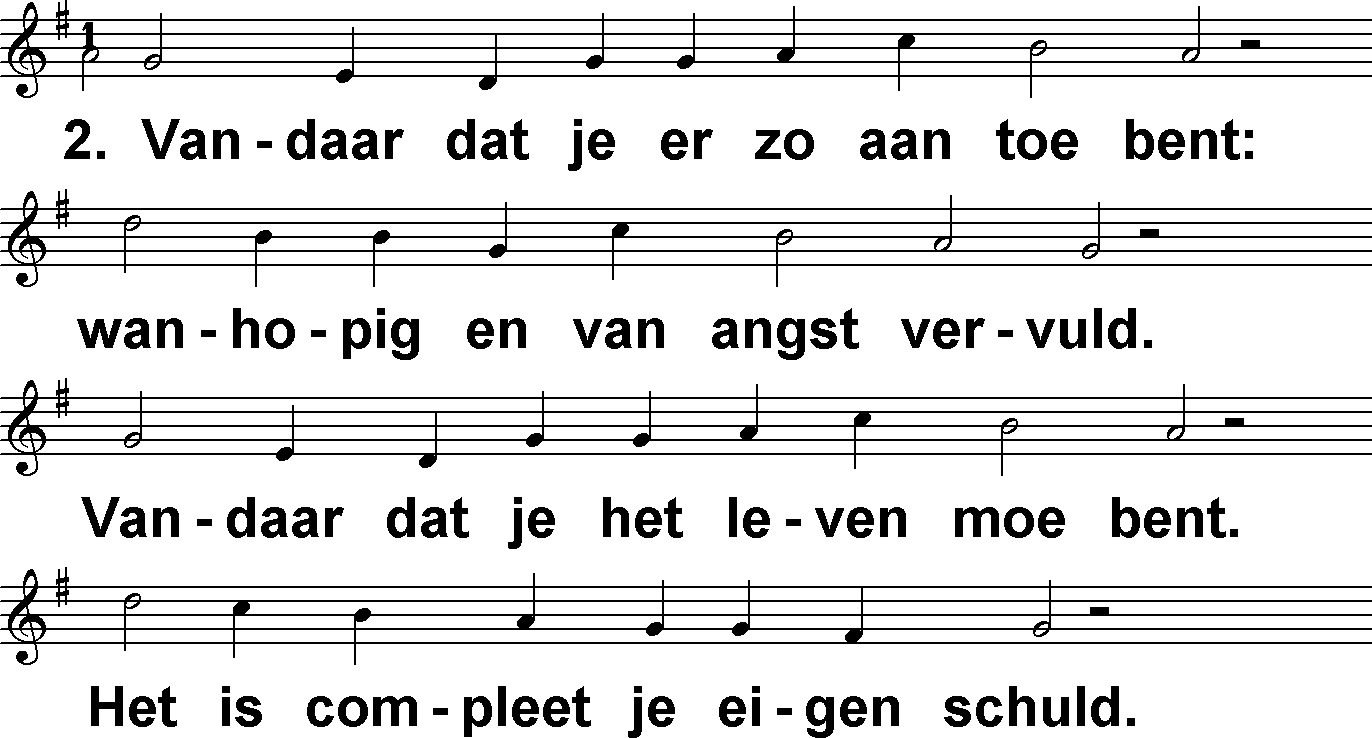 1
2. Van - daar dat je er zo aan toe bent:
wan - ho - pig en van angst ver - vuld.
Van - daar dat je het le - ven moe bent.
Het is com - pleet je ei - gen schuld.